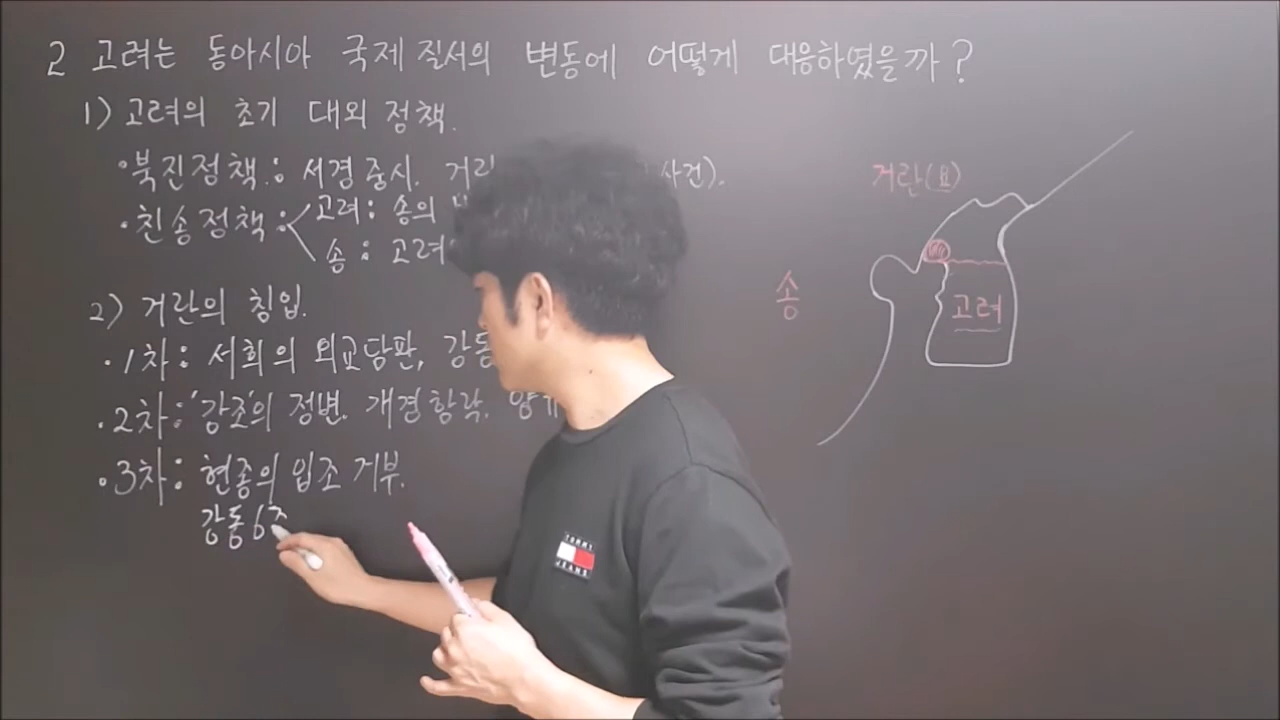 2 고려는 동아시아 국제 질서의 변동에 어떻게 대응하였을까?
1) 고려의 초기 대외 정책.
·북진정책 : 서경중시. 사건).
·친송정책 : 고려 : 송의
송 : 고려
2) 거란의 침입.
·1차 : 서희의 외교담판, 강동
·2차 : '강조'의 정변. 개경함락.
·3차 : 현종의 입조 거부.
강동6
거란(요)
송
고려
TOMMY
JEANS